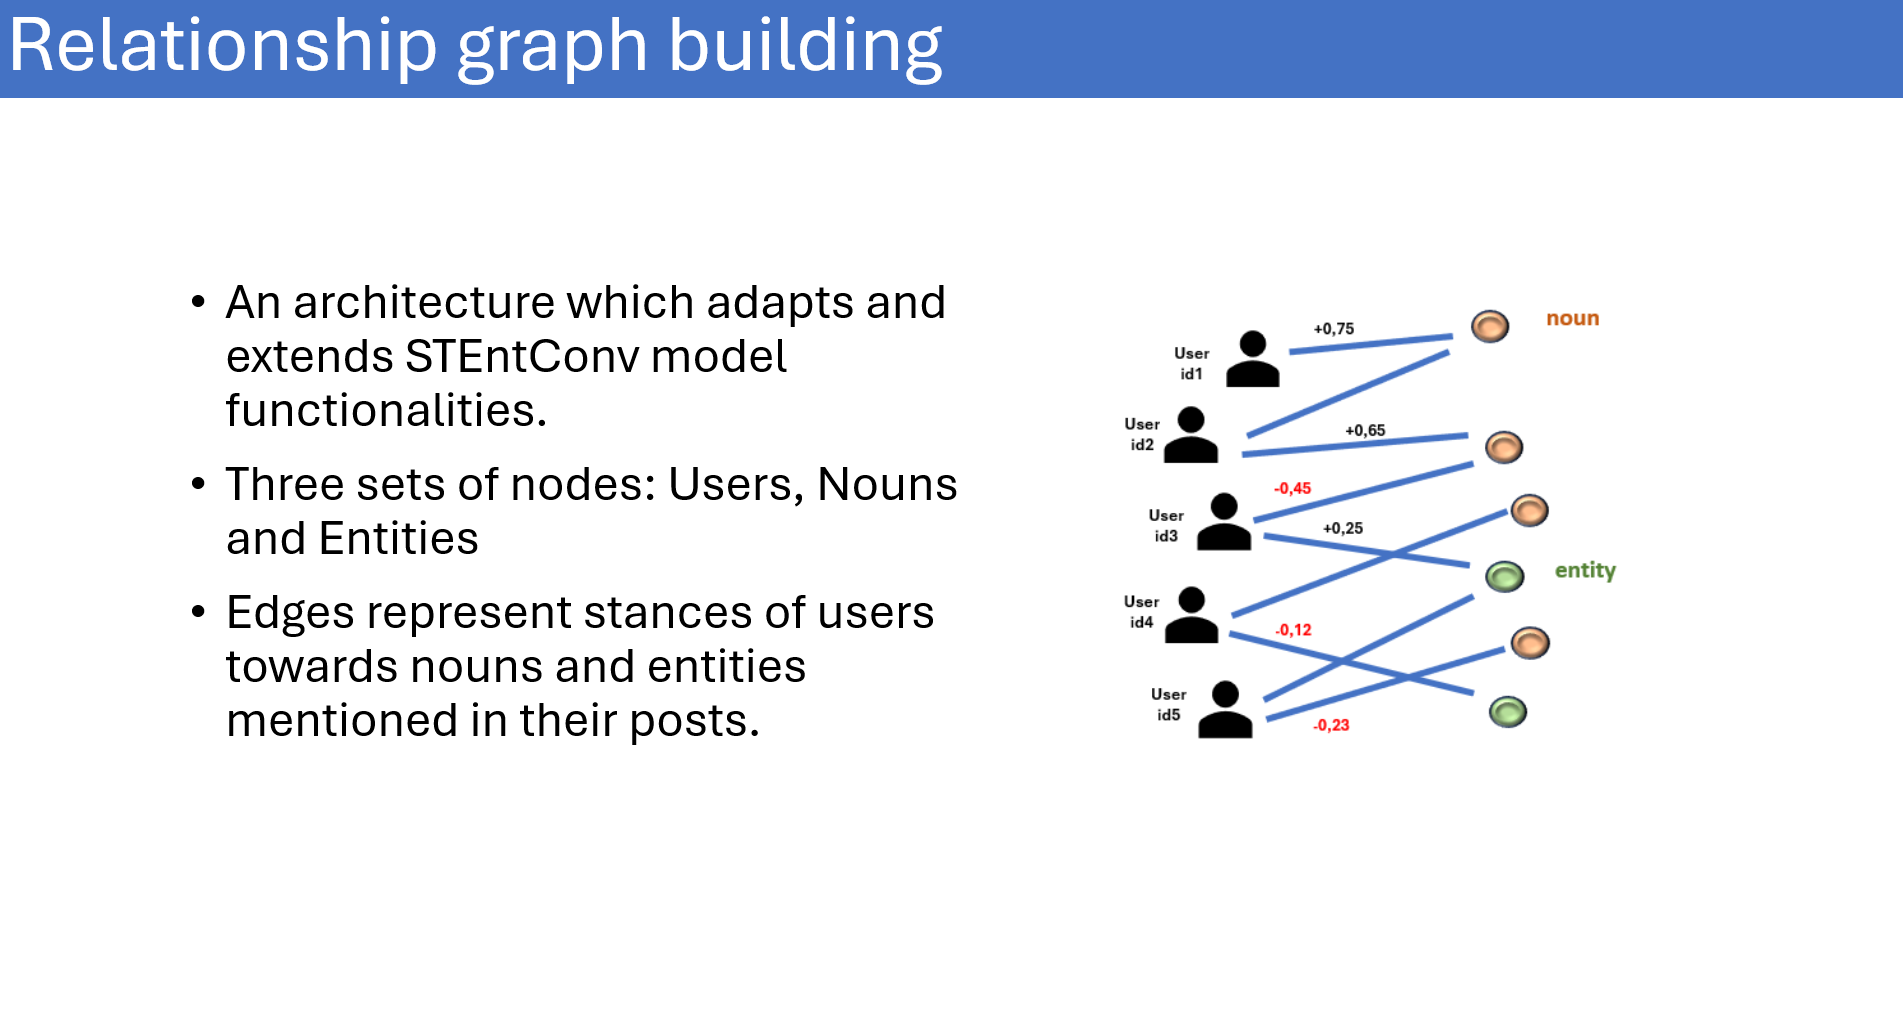 Relationship graph building
• An architecture which adapts and
extends STEntConv model
functionalities.
• Three sets of nodes: Users, Nouns
and Entities
• Edges represent stances of users
towards nouns and entities
mentioned in their posts.
noun
+0,75
User
id1
User
id2
+0,65
-0,45
User
id3
+0,25
entity
User
id4
-0,12
User
id5
-0,23